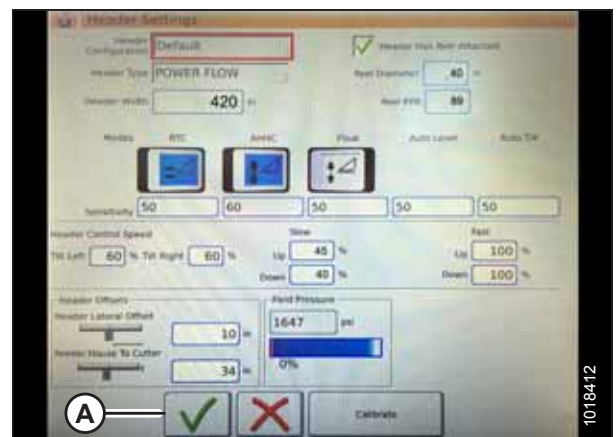 Header Settings
Header Configuration Default
Header Has Reel Attached
Header Type POWER FLOW
Reel Diameter 40 in
Header Width 420 in
Reel PPR 89
Modes RTC AHHC Float Auto Level Auto Tilt
Sensitivity 50 60 50 50 50
Header Control Speed Slow Fast
Tilt Left 60 % Tilt Right 60 % Up 45 % Up 100 %
Down 40 % Down 100 %
Header Offsets Field Pressure
Header Lateral Offset
10 in 1647 psi
Feeder House To Cutter
34 in 0%
A
Calibrate
1018412